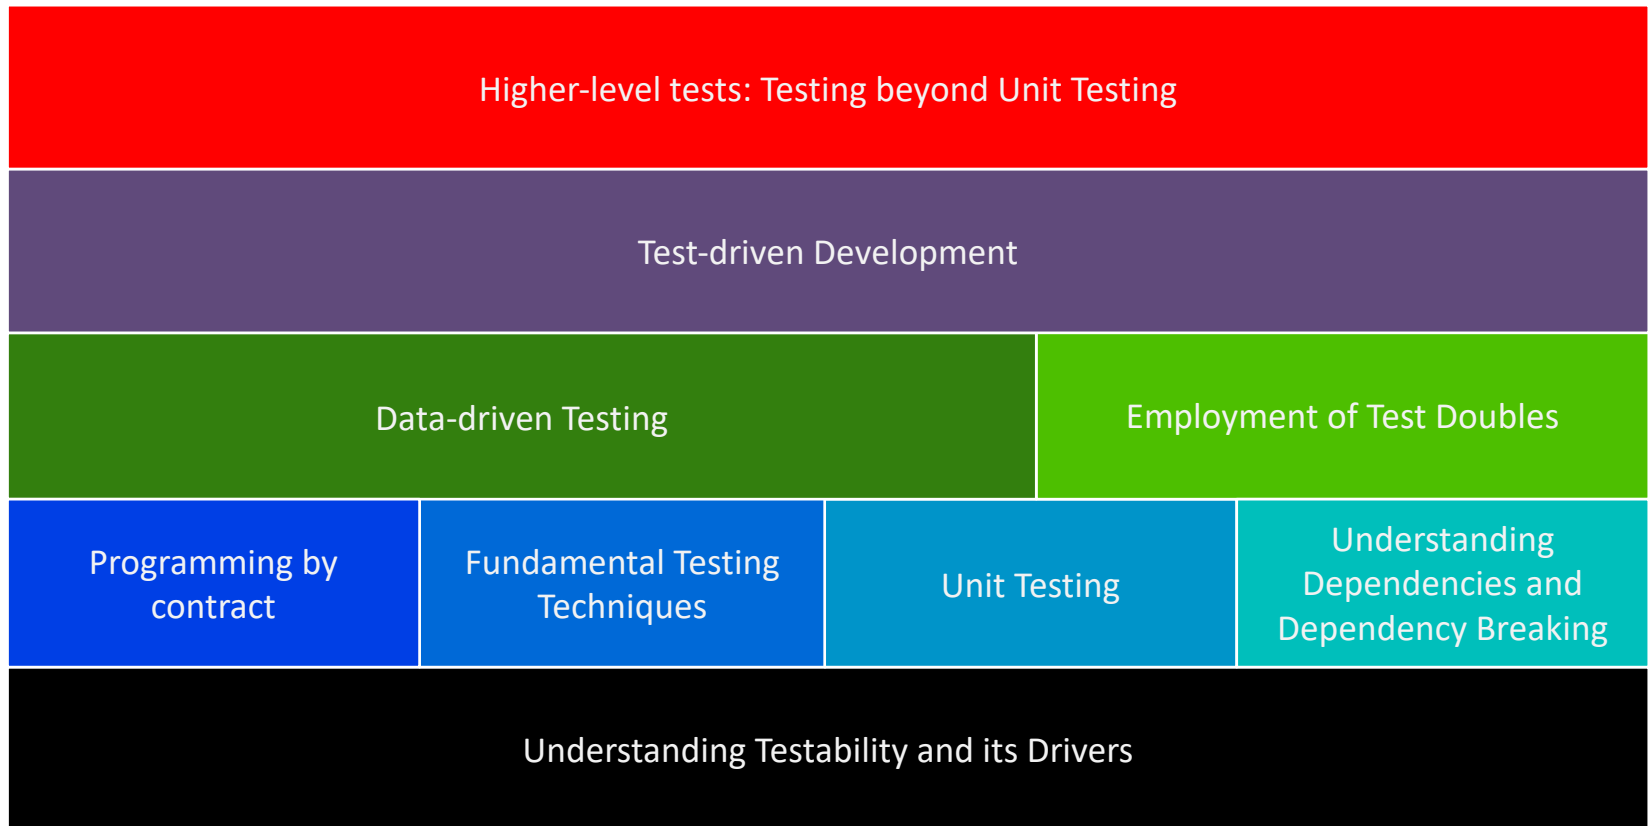 Higher-level tests: Testing beyond Unit Testing
Test-driven Development
Data-driven Testing
Employment of Test Doubles
Programming by
contract
Fundamental Testing
Techniques
Unit Testing
Understanding
Dependencies and
Dependency Breaking
Understanding Testability and its Drivers